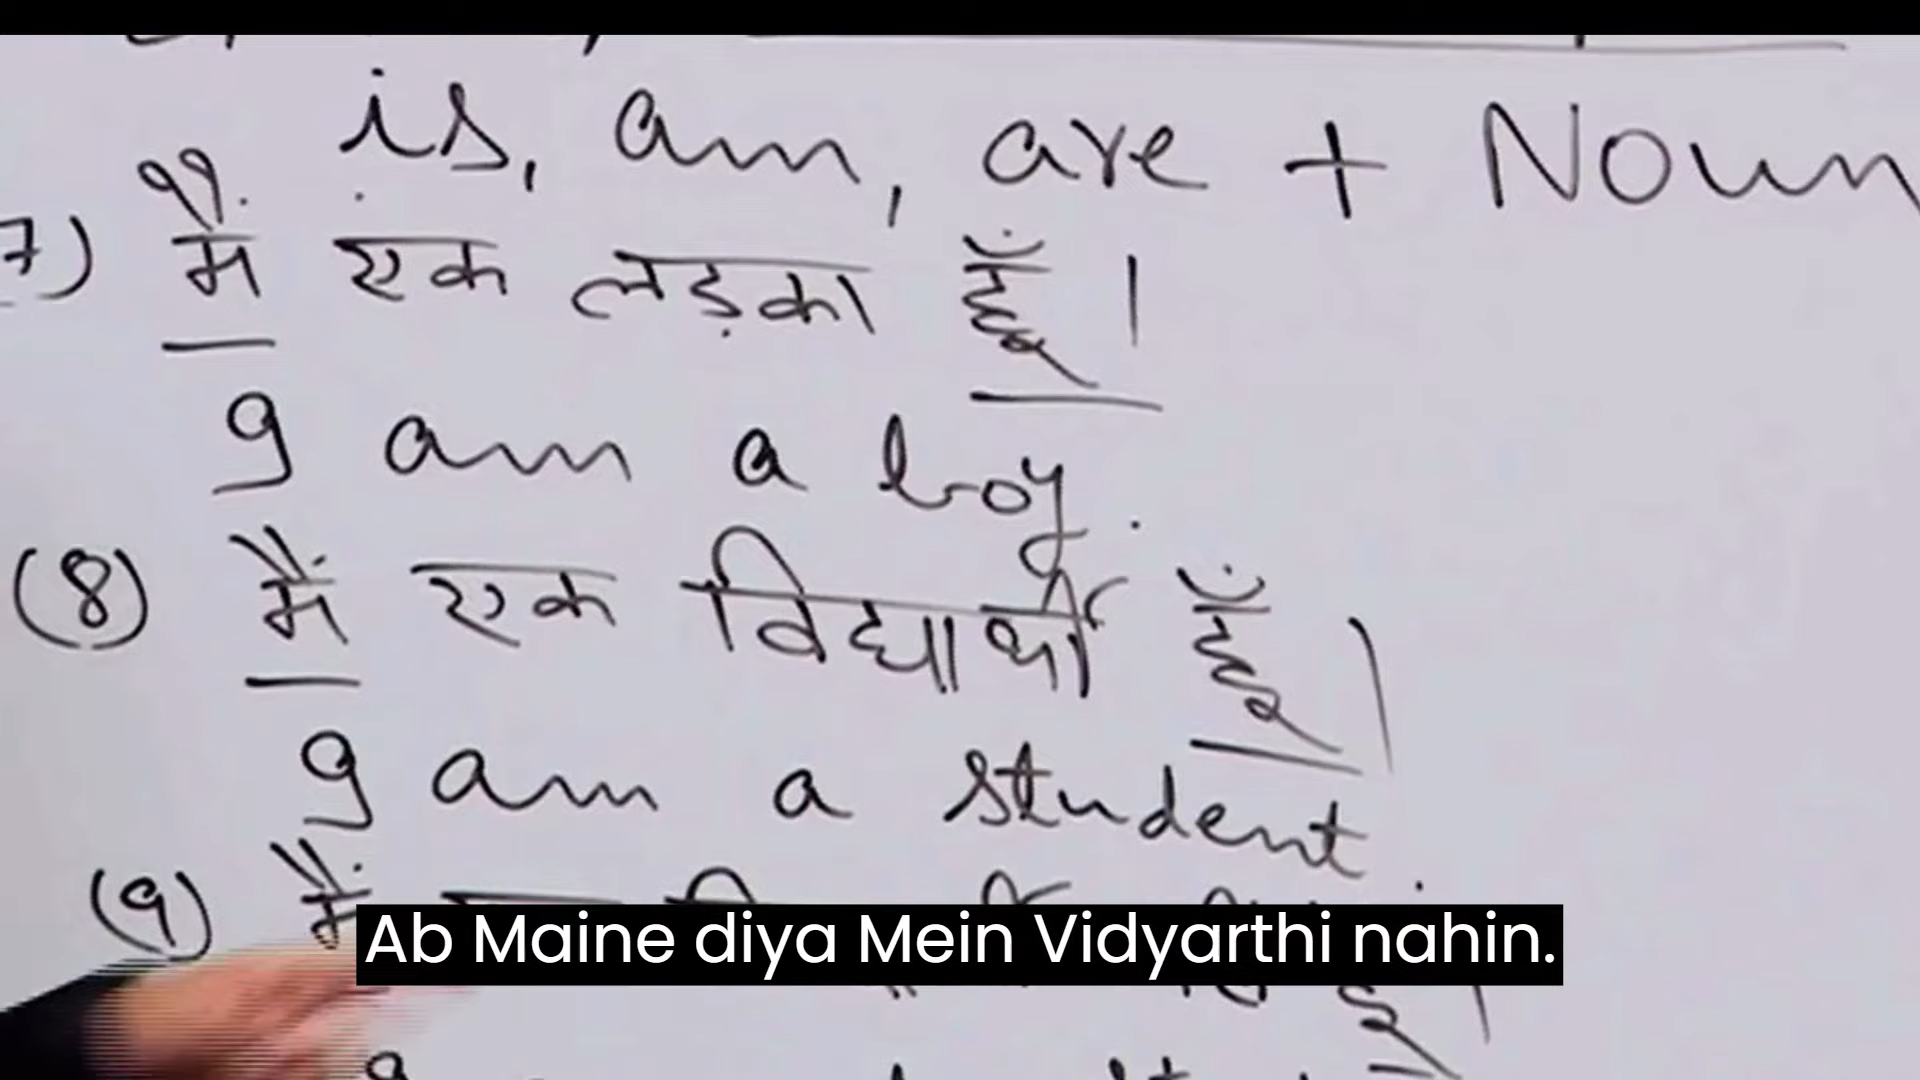 is, am, are + Noun
7) मैं एक लड़का हूँ।
I am a boy.
(8) मैं एक विद्यार्थी हूँ।
I am a student.
(9) मैं
Ab Maine diya Mein Vidyarthi nahin.